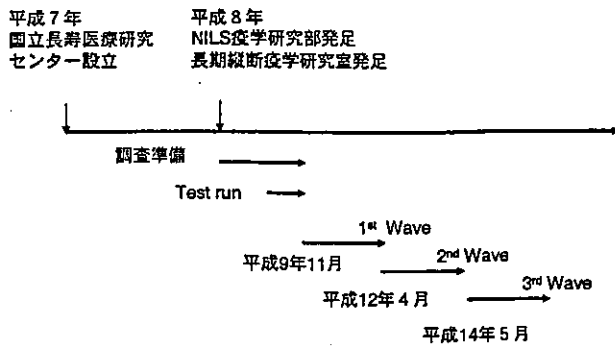 平成7年
国立長寿医療研究
センター設立
平成8年
NILS疫学研究部発足
長期縦断疫学研究室発足
調査準備
Test run
1st Wave
平成9年11月
2nd Wave
平成12年4月
3rd Wave
平成14年5月